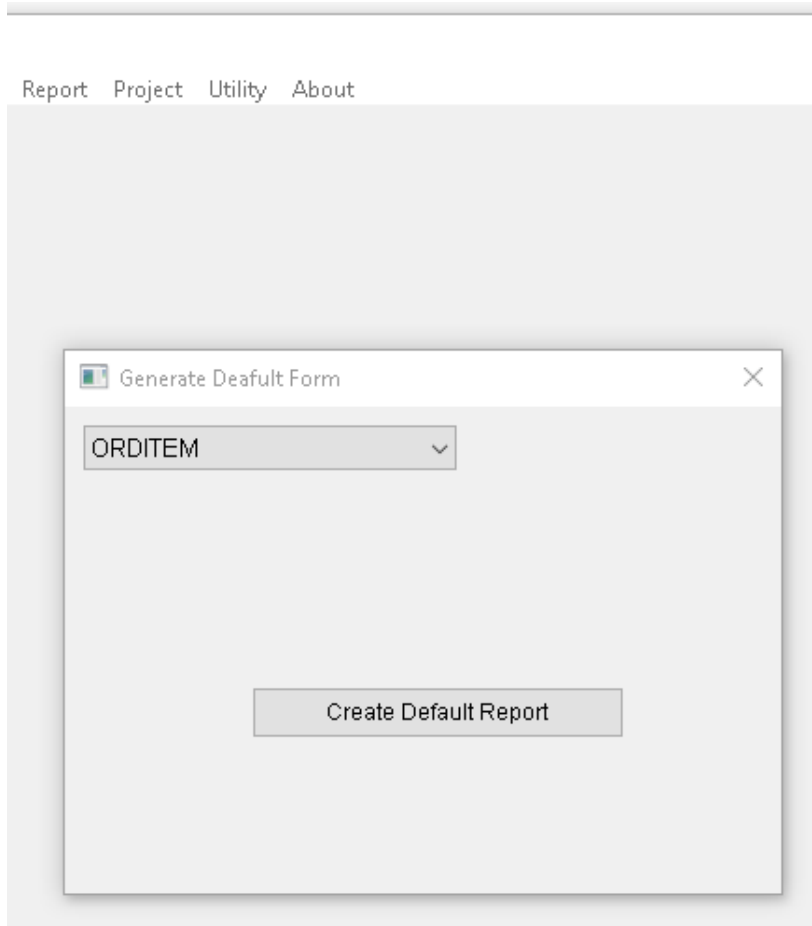 Report Project Utility About
Generate Deafult Form
ORDITEM
Create Default Report